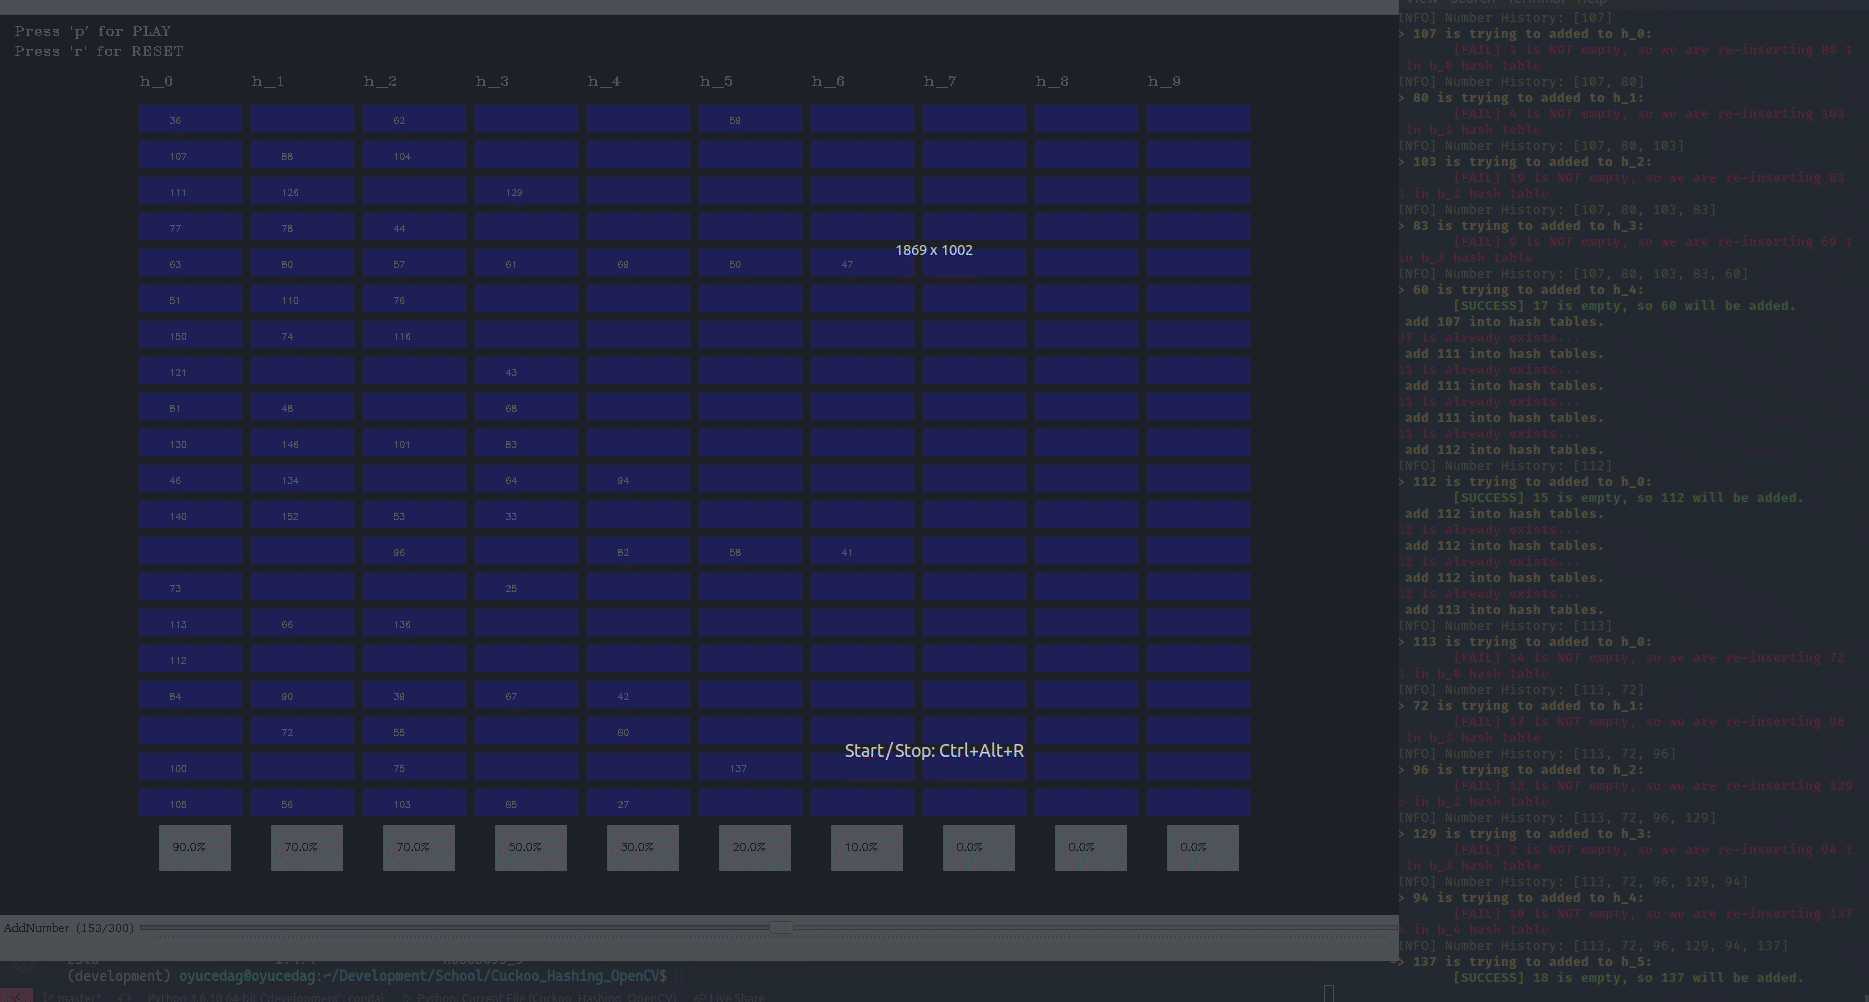 Press 'p' for PLAY
Press 'r' for RESET
h_0 h_1 h_2 h_3 h_4 h_5 h_6 h_7 h_8 h_9
36 62 59
107 88 104
111 126 129
77 78 44
63 80 57 61 69 50 47
51 110 76
150 74 116
121 43
81 48 68
130 146 101 83
46 134 64 94
140 152 53 33
96 82 58 41
73 25
113 66 136
112
84 90 39 67 42
72 55 60
100 75 137
105 56 103 65 27
90.0% 70.0% 70.0% 50.0% 30.0% 20.0% 10.0% 0.0% 0.0% 0.0%
1869 x 1002
Start/Stop: Ctrl+Alt+R
AddNumber (153/300)
(development) oyucedag@oyucedag:~/Development/School/Cuckoo_Hashing_OpenCV$
master* Python 3.6.10 64-bit ('development': conda) Python: Current File (Cuckoo_Hashing_OpenCV) Live Share
View Search Terminal Help
INFO] Number History: [107]
> 107 is trying to added to h_0:
[FAIL] 1 is NOT empty, so we are re-inserting 80 t
in h_0 hash table
INFO] Number History: [107, 80]
> 80 is trying to added to h_1:
[FAIL] 4 is NOT empty, so we are re-inserting 103
in h_1 hash table
INFO] Number History: [107, 80, 103]
> 103 is trying to added to h_2:
[FAIL] 19 is NOT empty, so we are re-inserting 83
in h_2 hash table
INFO] Number History: [107, 80, 103, 83]
> 83 is trying to added to h_3:
[FAIL] 9 is NOT empty, so we are re-inserting 60 t
in h_3 hash table
INFO] Number History: [107, 80, 103, 83, 60]
> 60 is trying to added to h_4:
[SUCCESS] 17 is empty, so 60 will be added.
add 107 into hash tables.
07 is already exists...
add 111 into hash tables.
11 is already exists...
add 111 into hash tables.
11 is already exists...
add 111 into hash tables.
11 is already exists...
add 112 into hash tables.
INFO] Number History: [112]
> 112 is trying to added to h_0:
[SUCCESS] 15 is empty, so 112 will be added.
add 112 into hash tables.
12 is already exists...
add 112 into hash tables.
12 is already exists...
add 112 into hash tables.
12 is already exists...
add 113 into hash tables.
INFO] Number History: [113]
> 113 is trying to added to h_0:
[FAIL] 14 is NOT empty, so we are re-inserting 72
in h_0 hash table
INFO] Number History: [113, 72]
> 72 is trying to added to h_1:
[FAIL] 17 is NOT empty, so we are re-inserting 96
in h_1 hash table
INFO] Number History: [113, 72, 96]
> 96 is trying to added to h_2:
[FAIL] 12 is NOT empty, so we are re-inserting 129
in h_2 hash table
INFO] Number History: [113, 72, 96, 129]
> 129 is trying to added to h_3:
[FAIL] 2 is NOT empty, so we are re-inserting 94 t
in h_3 hash table
INFO] Number History: [113, 72, 96, 129, 94]
> 94 is trying to added to h_4:
[FAIL] 10 is NOT empty, so we are re-inserting 137
in h_4 hash table
INFO] Number History: [113, 72, 96, 129, 94, 137]
> 137 is trying to added to h_5:
[SUCCESS] 18 is empty, so 137 will be added.